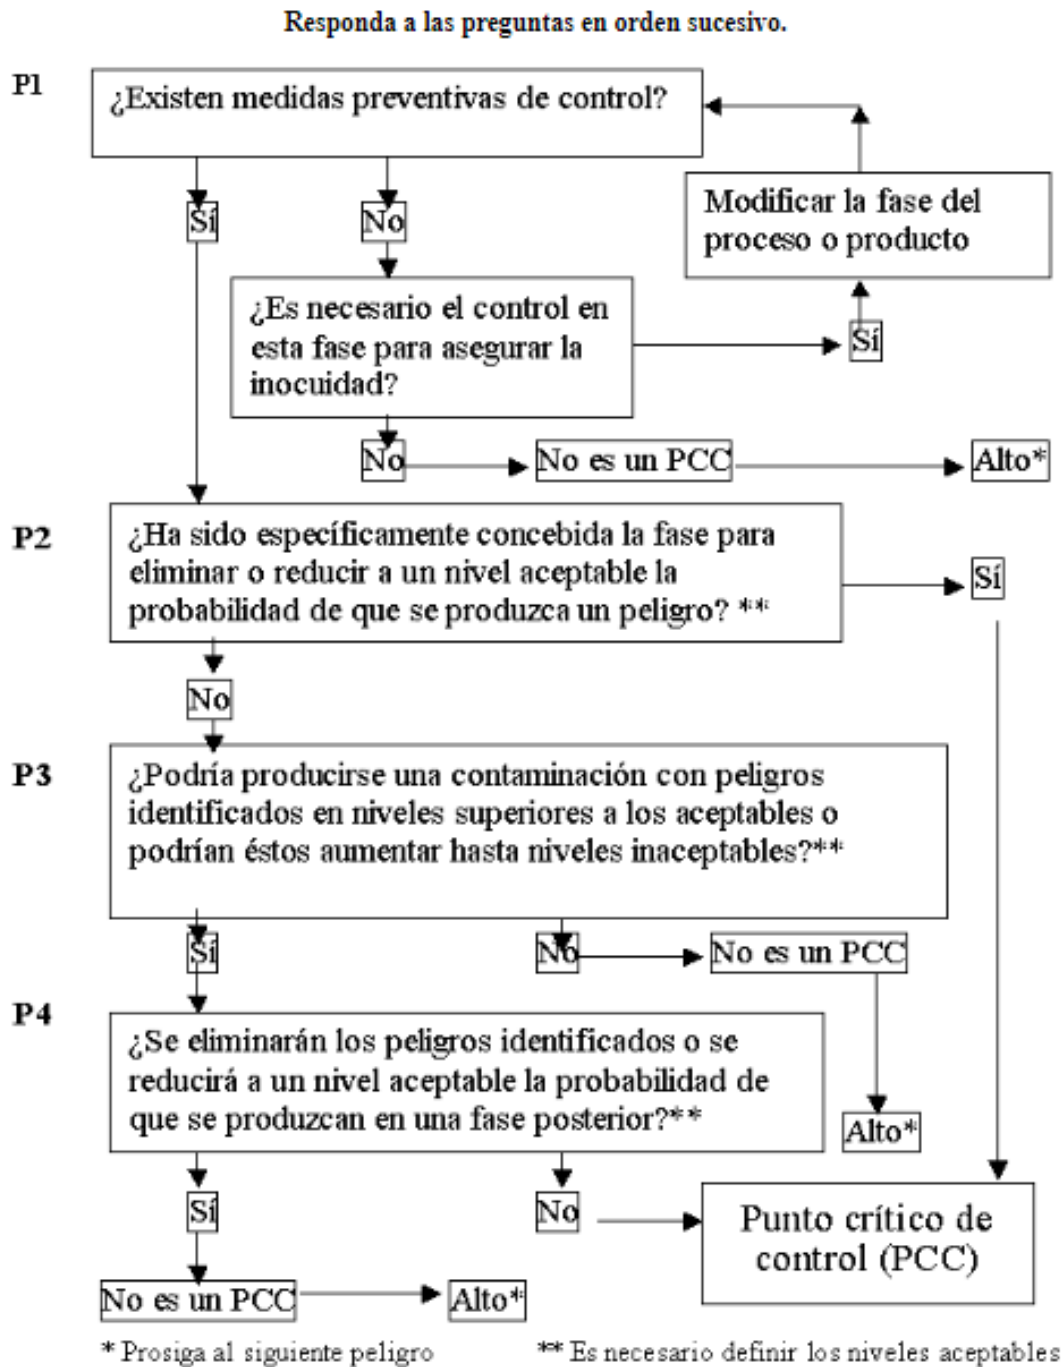 Responda a las preguntas en orden sucesivo.
P1
¿Existen medidas preventivas de control?
Sí
No
Modificar la fase del
proceso o producto
¿Es necesario el control en
esta fase para asegurar la
inocuidad?
Sí
No
No es un PCC
Alto*
P2
¿Ha sido específicamente concebida la fase para
eliminar o reducir a un nivel aceptable la
probabilidad de que se produzca un peligro? **
Sí
No
P3
¿Podría producirse una contaminación con peligros
identificados en niveles superiores a los aceptables o
podrían éstos aumentar hasta niveles inaceptables?**
Sí
No
No es un PCC
Alto*
P4
¿Se eliminarán los peligros identificados o se
reducirá a un nivel aceptable la probabilidad de
que se produzcan en una fase posterior?**
Sí
No
Punto crítico de
control (PCC)
No es un PCC
Alto*
* Prosiga al siguiente peligro
** Es necesario definir los niveles aceptables